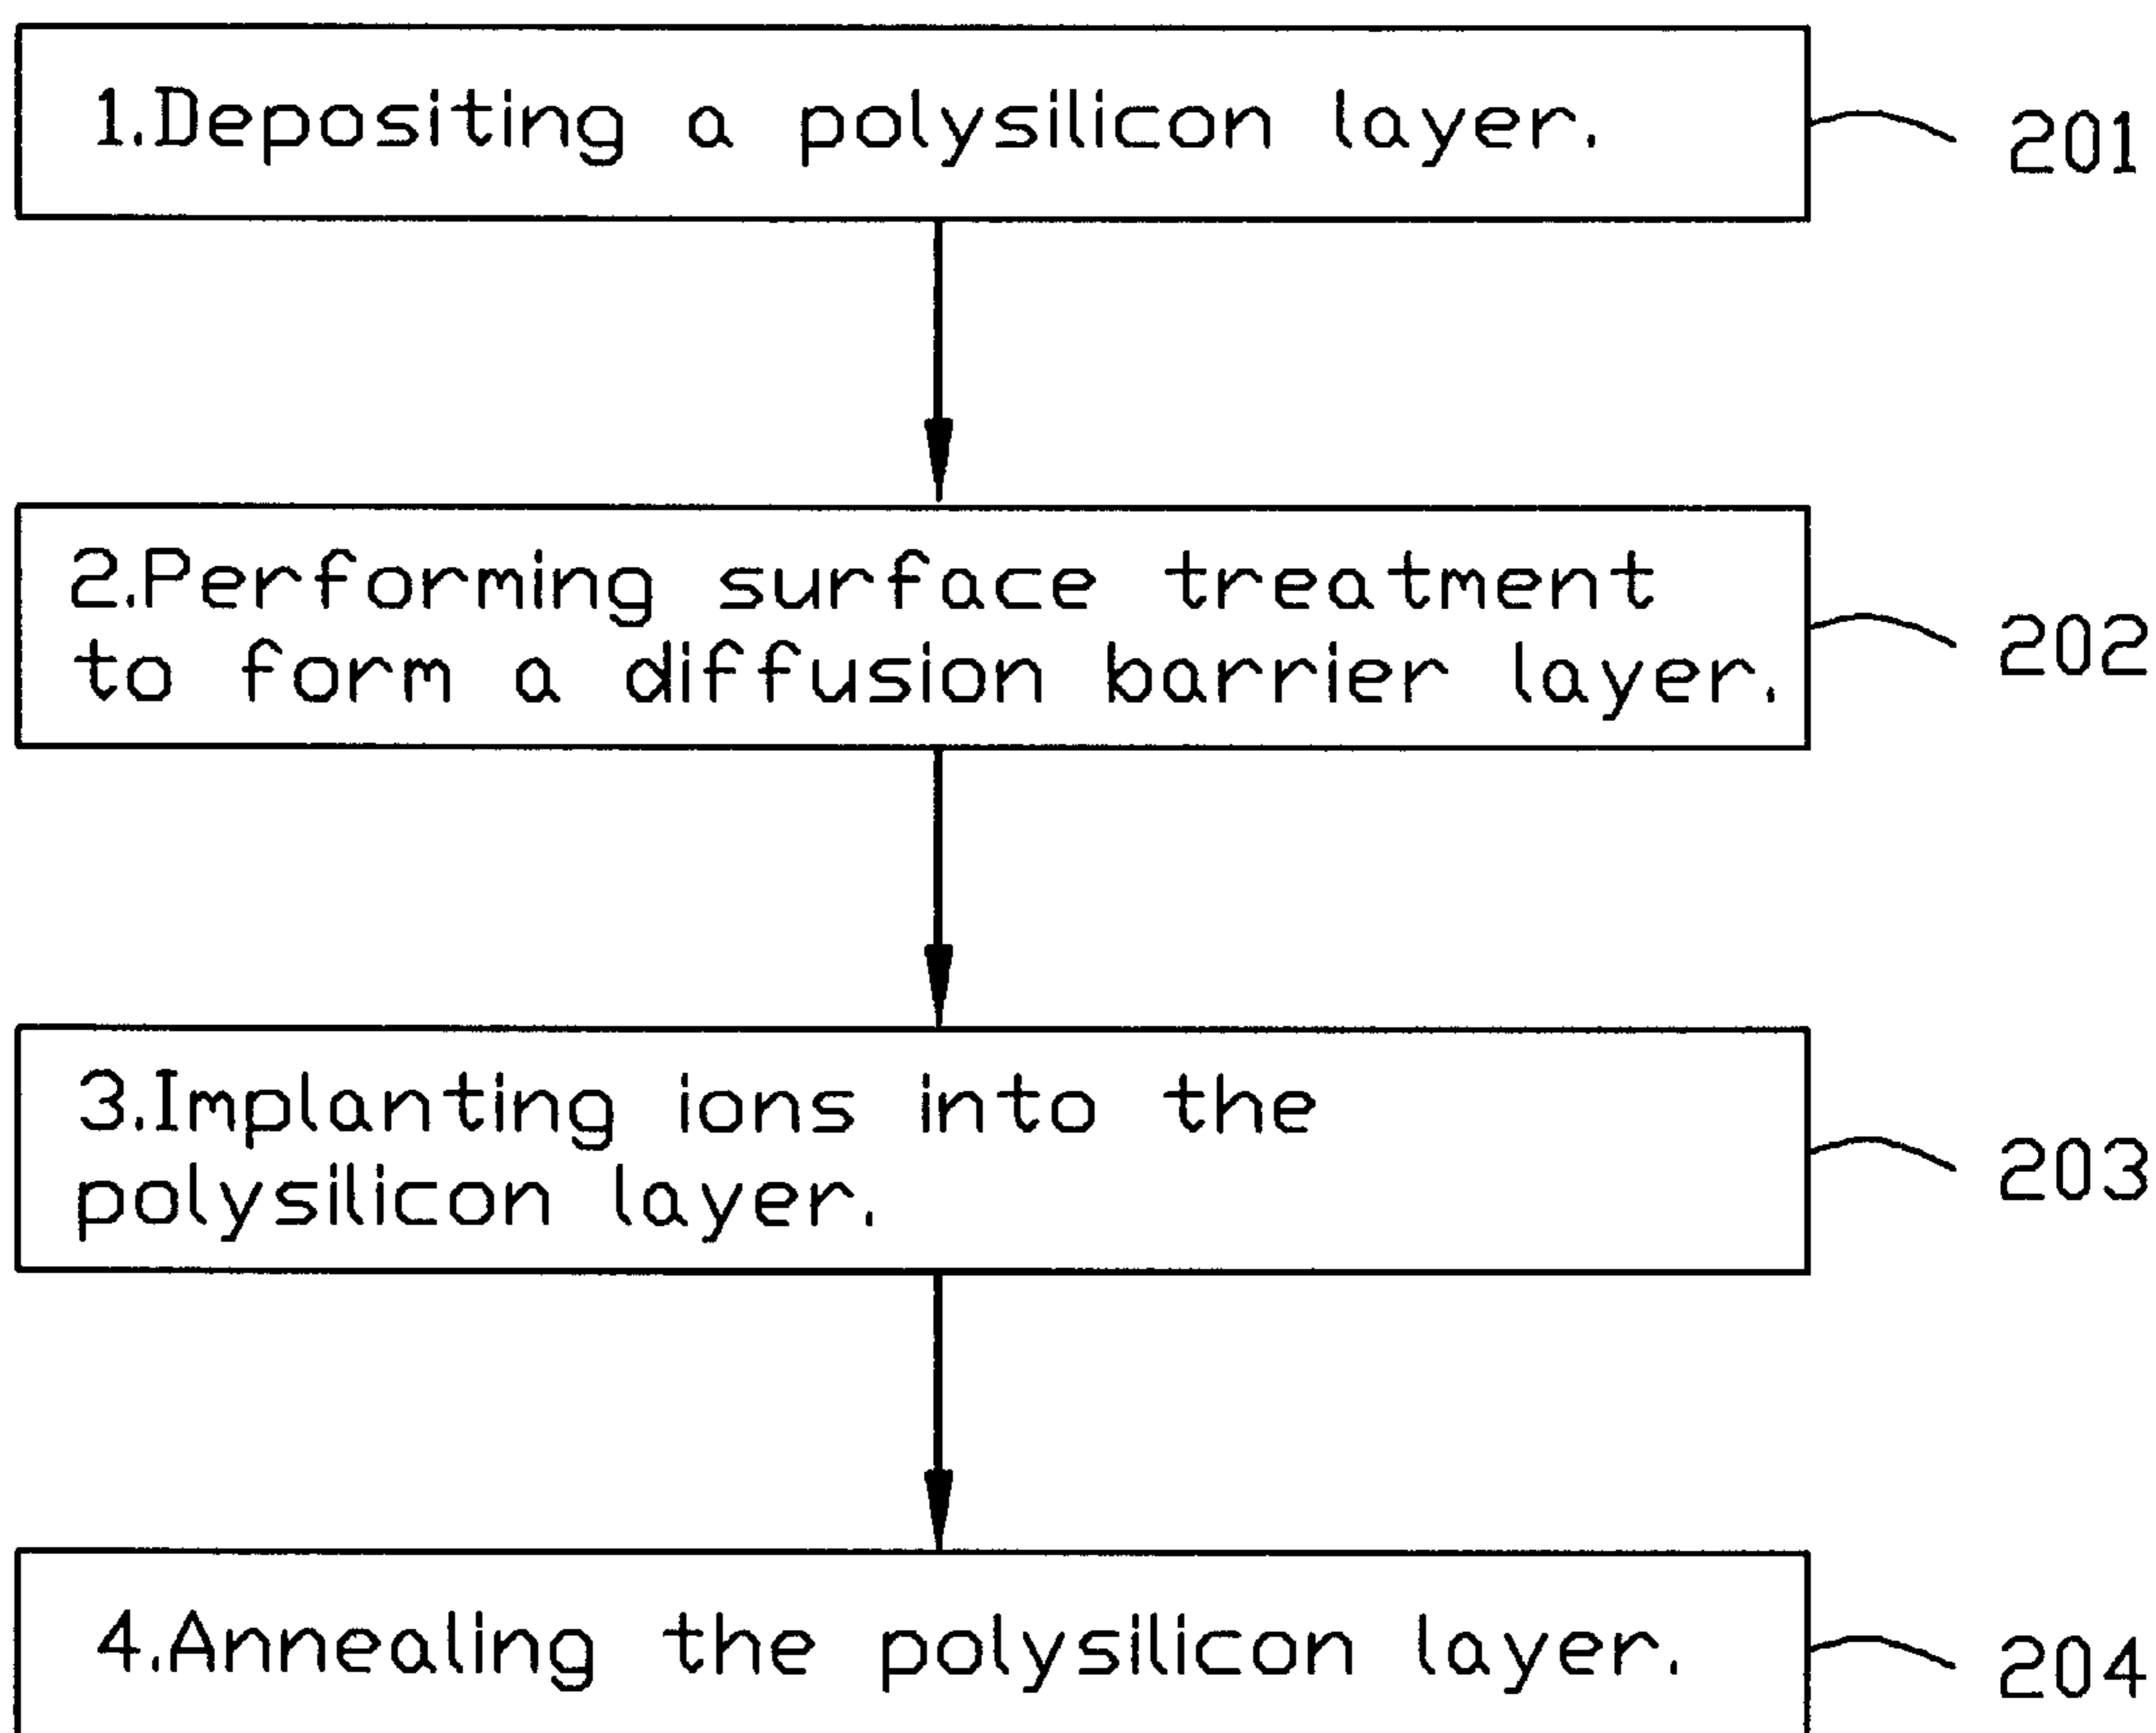 1.Depositing a polysilicon layer.
201
2.Performing surface treatment
to form a diffusion barrier layer.
202
3.Implanting ions into the
polysilicon layer.
203
4.Annealing the polysilicon layer.
204